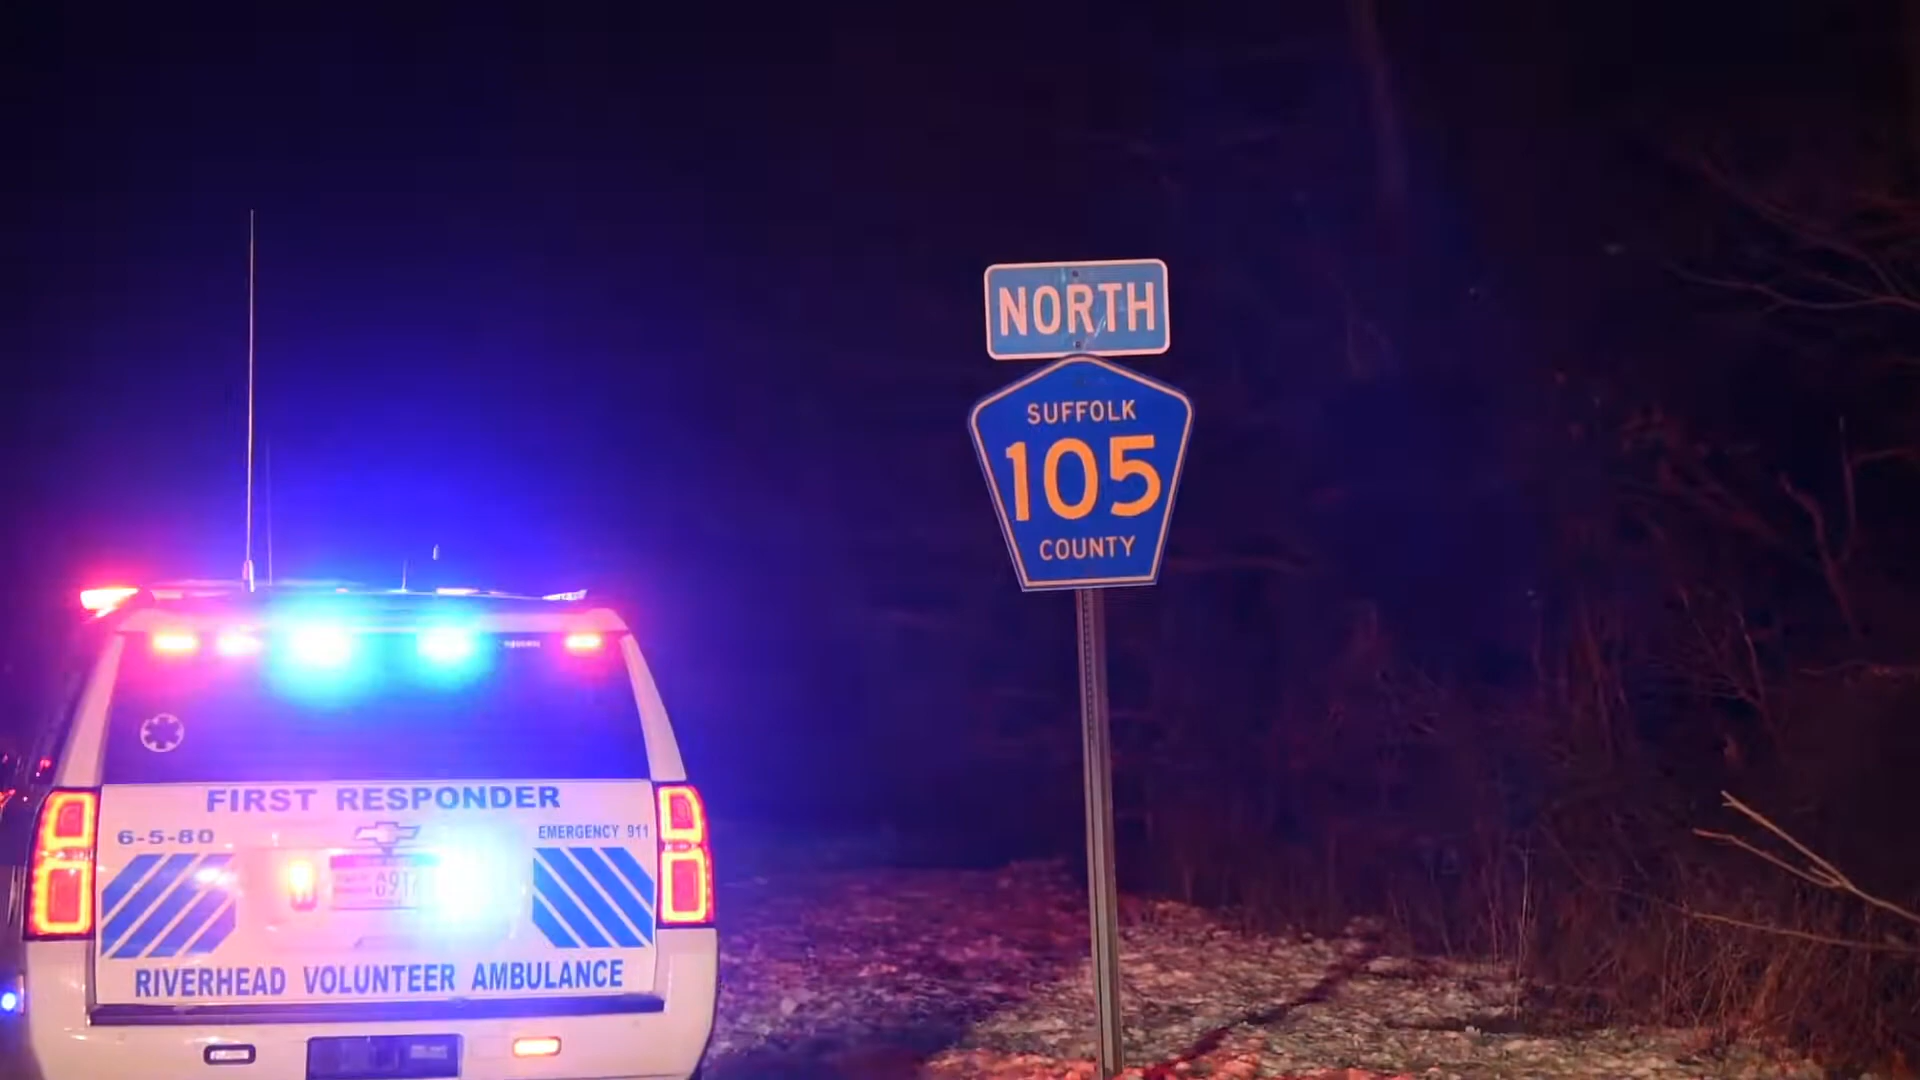 NORTH
SUFFOLK
105
COUNTY
FIRST RESPONDER
6-5-80
EMERGENCY 911
RIVERHEAD VOLUNTEER AMBULANCE